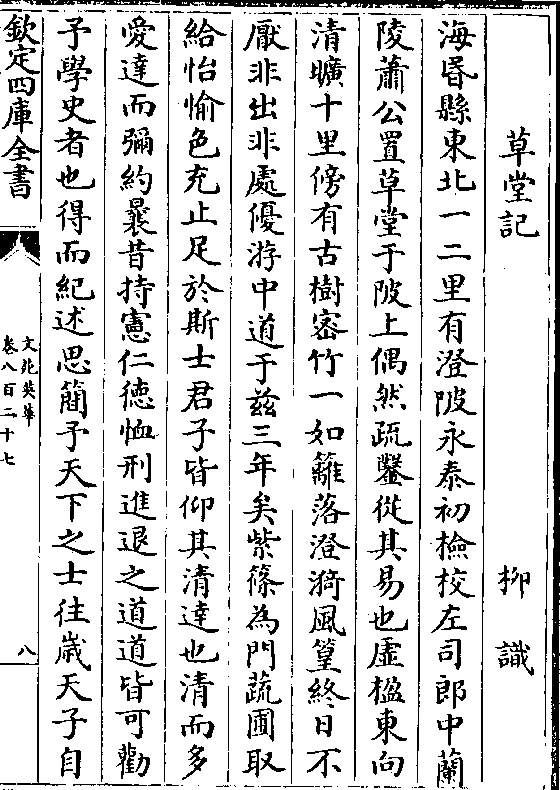 草堂記 柳識
海昬縣東北一二里有澄陂永泰初檢校左司郎中蘭
陵蕭公置草堂于陂上偶然疏鑿從其易也虛楹東向
清曠十里傍有古樹密竹一如籬落澄漪風篁終日不
厭非出非處優游中道于兹三年矣紫篠為門蔬圃取
給怡愉色充止足於斯士君子皆仰其清達也清而多
愛達而彌約曩昔持憲仁德恤刑進退之道道皆可勸
予學史者也得而紀述思簡予天下之士往歲天子自
欽定四庫全書
文苑英華
卷八百二十七
八